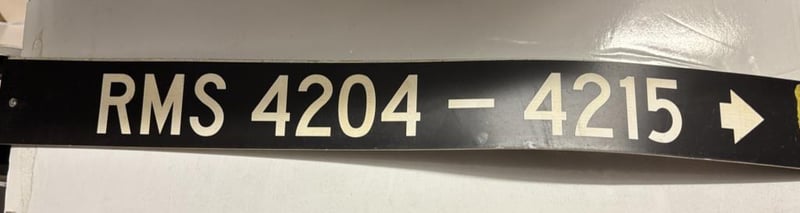 RMS 4204 – 4215 →